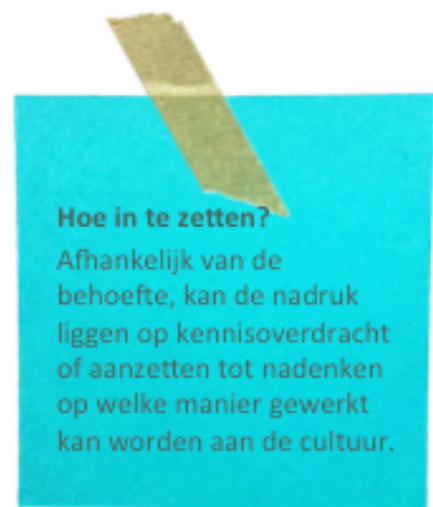 Hoe in te zetten?
Afhankelijk van de
behoefte, kan de nadruk
liggen op kennisoverdracht
of aanzetten tot nadenken
op welke manier gewerkt
kan worden aan de cultuur.